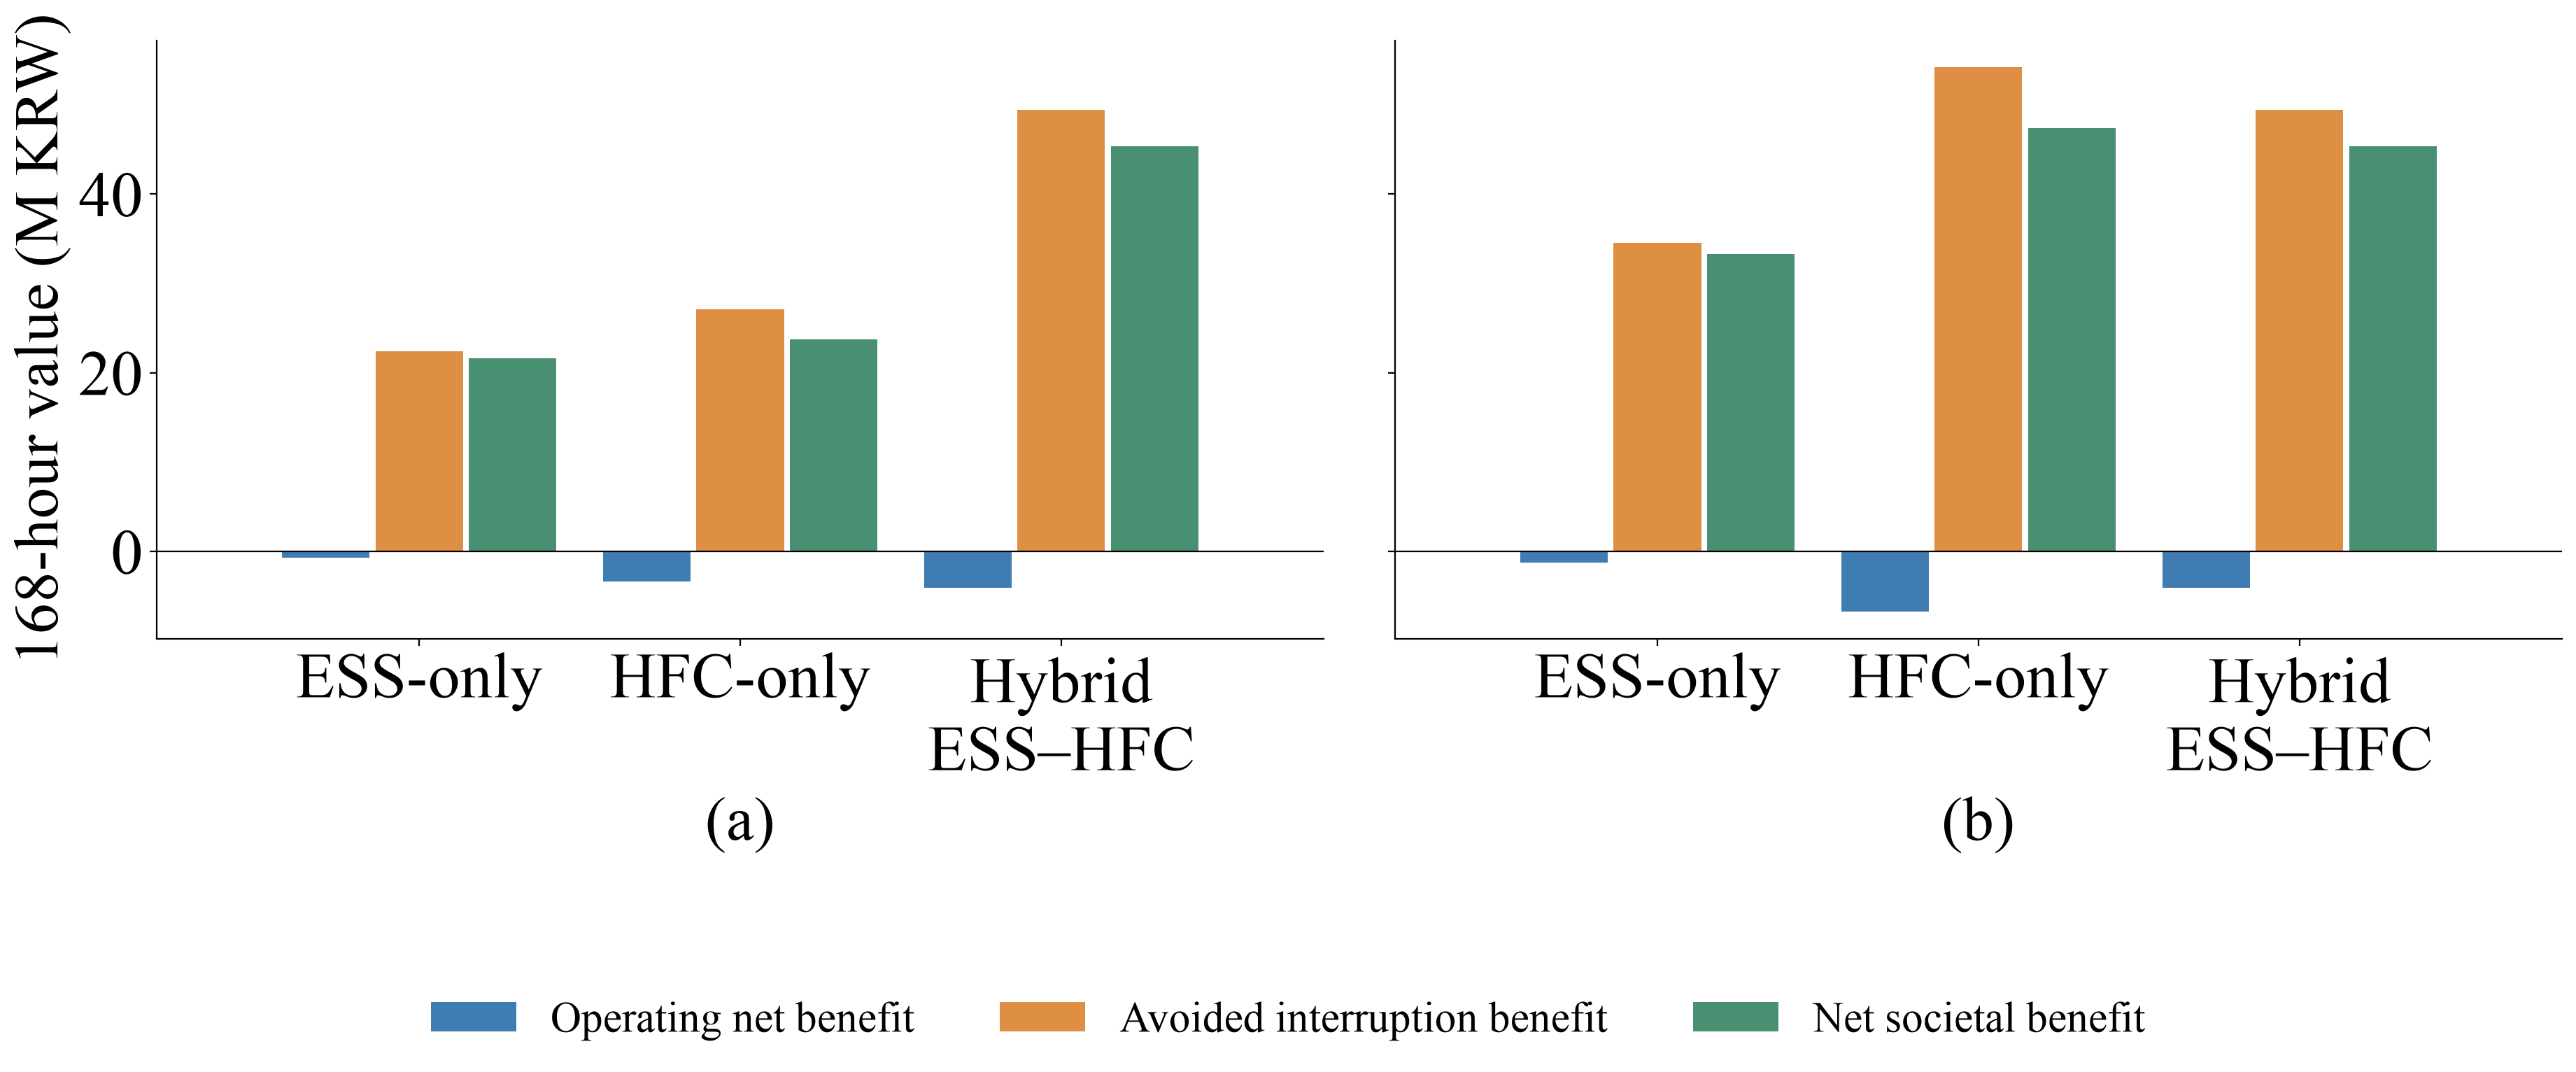 168-hour value (M KRW)
40
20
0
ESS-only
HFC-only
Hybrid
ESS–HFC
(a)
ESS-only
HFC-only
Hybrid
ESS–HFC
(b)
Operating net benefit
Avoided interruption benefit
Net societal benefit